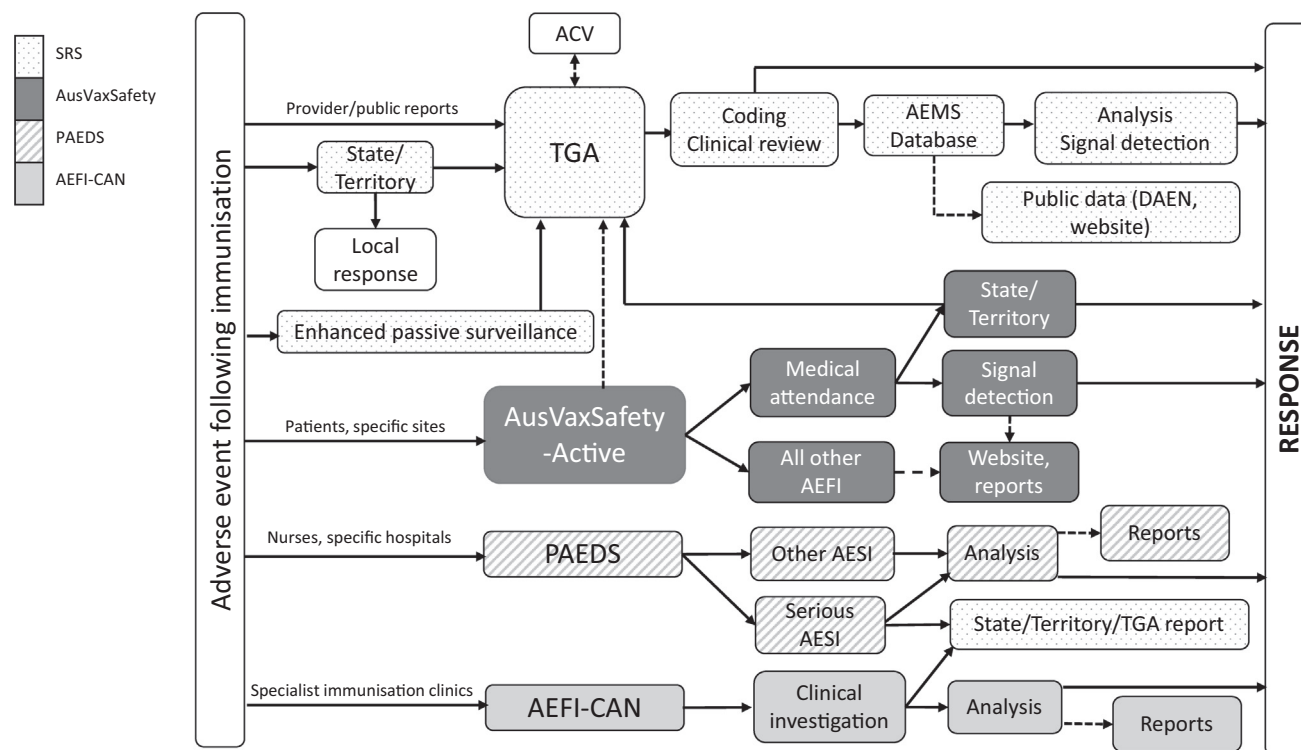 SRS
AusVaxSafety
PAEDS
AEFI-CAN
Adverse event following immunisation
ACV
Provider/public reports
TGA
State/
Territory
Local
response
Enhanced passive surveillance
Coding
Clinical review
AEMS
Database
Analysis
Signal detection
Public data (DAEN,
website)
Patients, specific sites
AusVaxSafety
-Active
Medical
attendance
All other
AEFI
State/
Territory
Signal
detection
Website,
reports
Nurses, specific hospitals
PAEDS
Other AESI
Serious
AESI
Analysis
Reports
State/Territory/TGA report
Specialist immunisation clinics
AEFI-CAN
Clinical
investigation
Analysis
Reports
RESPONSE